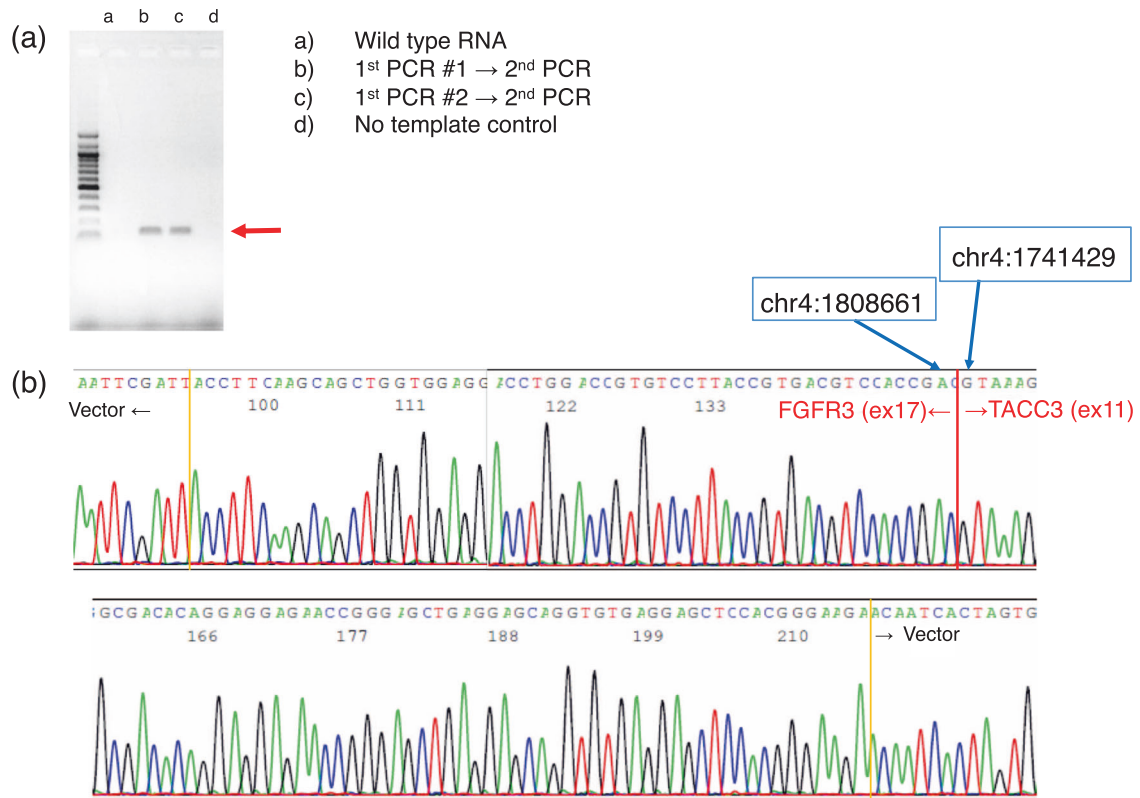 (a)
a b c d
a) Wild type RNA
b) 1st PCR #1 → 2nd PCR
c) 1st PCR #2 → 2nd PCR
d) No template control
chr4:1741429
chr4:1808661
(b)
AATTCGATTACCTTCAAGCAGCTGGTGGAGGACCTGGACCGTGTCCTTACCGTGACGTCCACCGACGTAAAG
Vector ← 100 111 122 133 FGFR3 (ex17)← →TACC3 (ex11)
GGCGACACAGGAGGAGAACCGGGAGCTGAGGAGCAGGTGTGAGGAGCTCCACGGGAAGAACAATCACTAGTG
166 177 188 199 210 → Vector